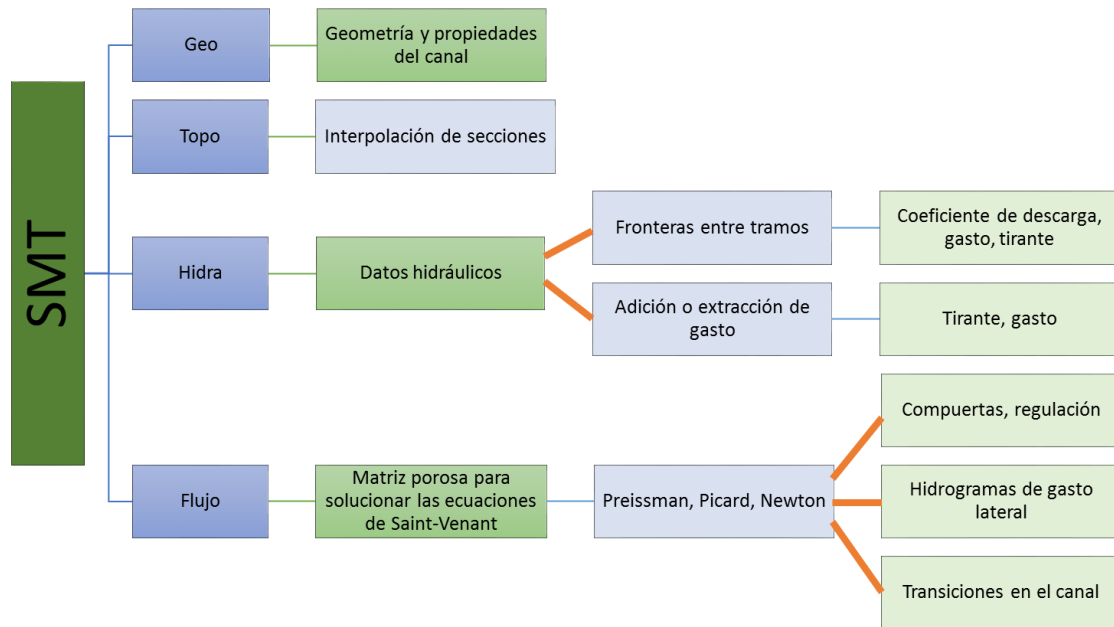 SMT
Geo
Geometría y propiedades
del canal
Topo
Interpolación de secciones
Hidra
Datos hidráulicos
Fronteras entre tramos
Coeficiente de descarga,
gasto, tirante
Adición o extracción de
gasto
Tirante, gasto
Flujo
Matriz porosa para
solucionar las ecuaciones
de Saint-Venant
Preissman, Picard, Newton
Compuertas, regulación
Hidrogramas de gasto
lateral
Transiciones en el canal